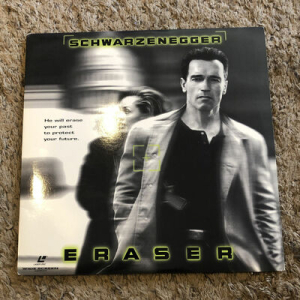 SCHWARZENEGGER
He will erase
your past
to protect
your future.
ERASER